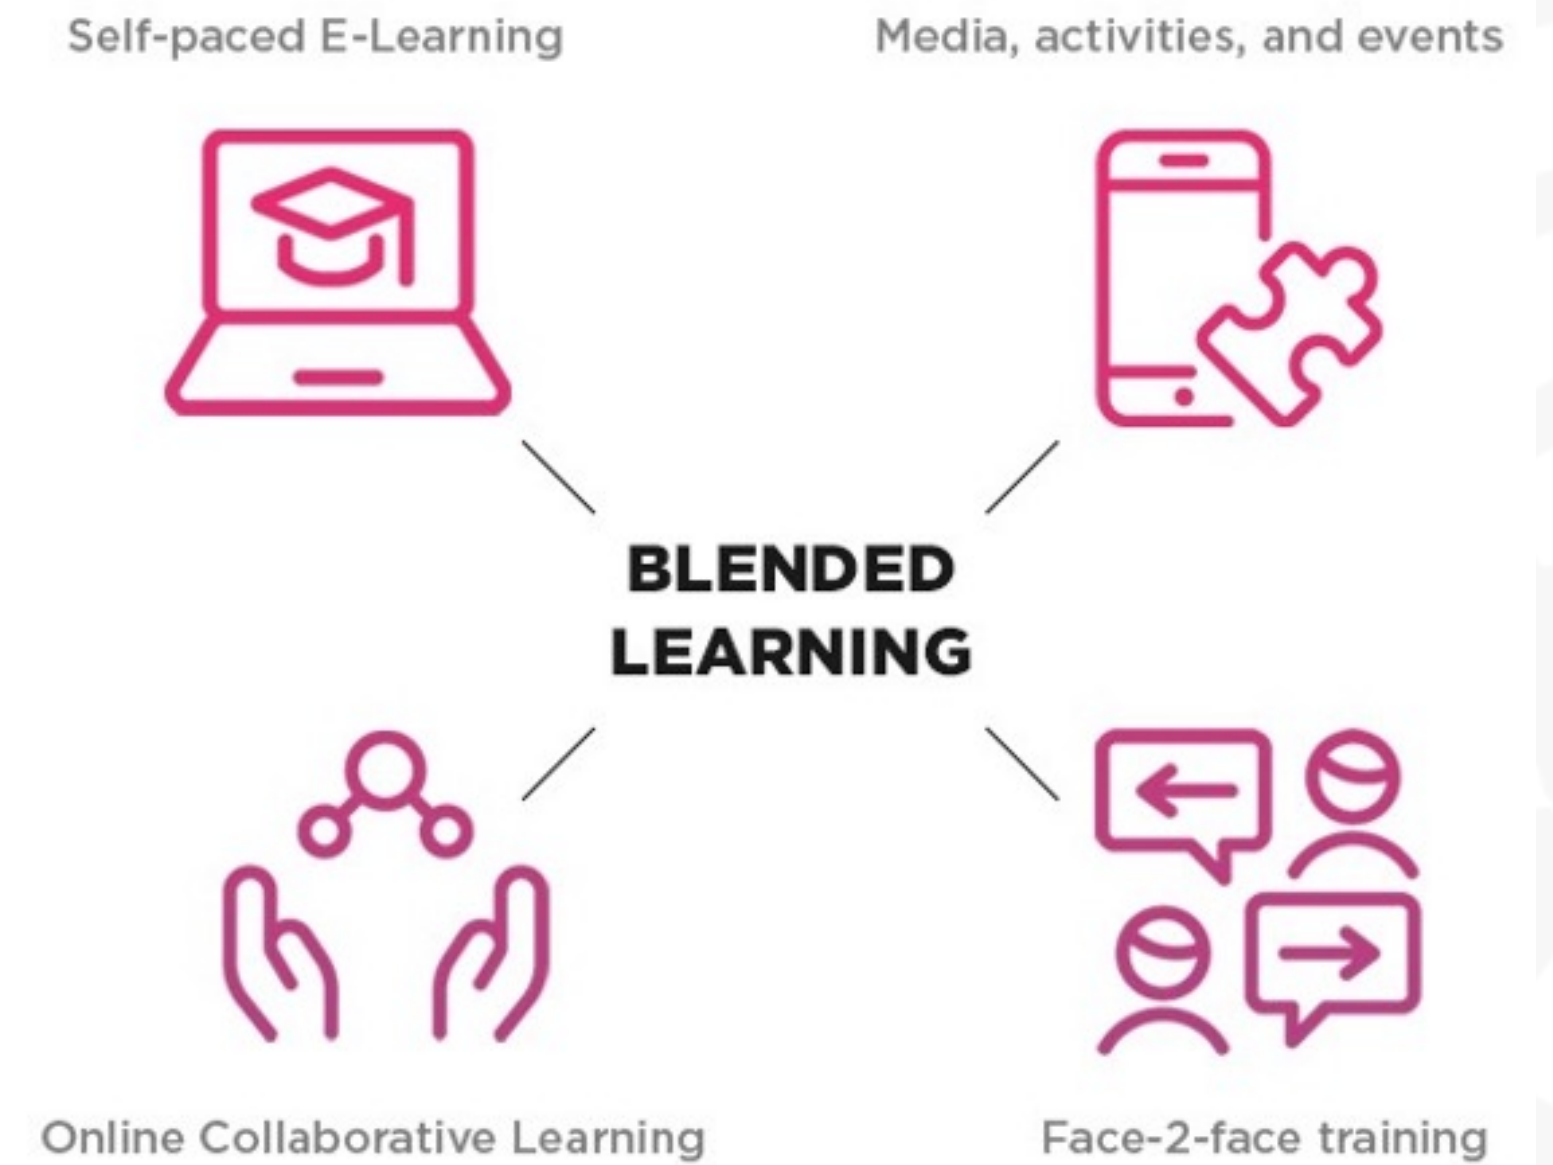 Self-paced E-Learning
Media, activities, and events
BLENDED
LEARNING
Online Collaborative Learning
Face-2-face training